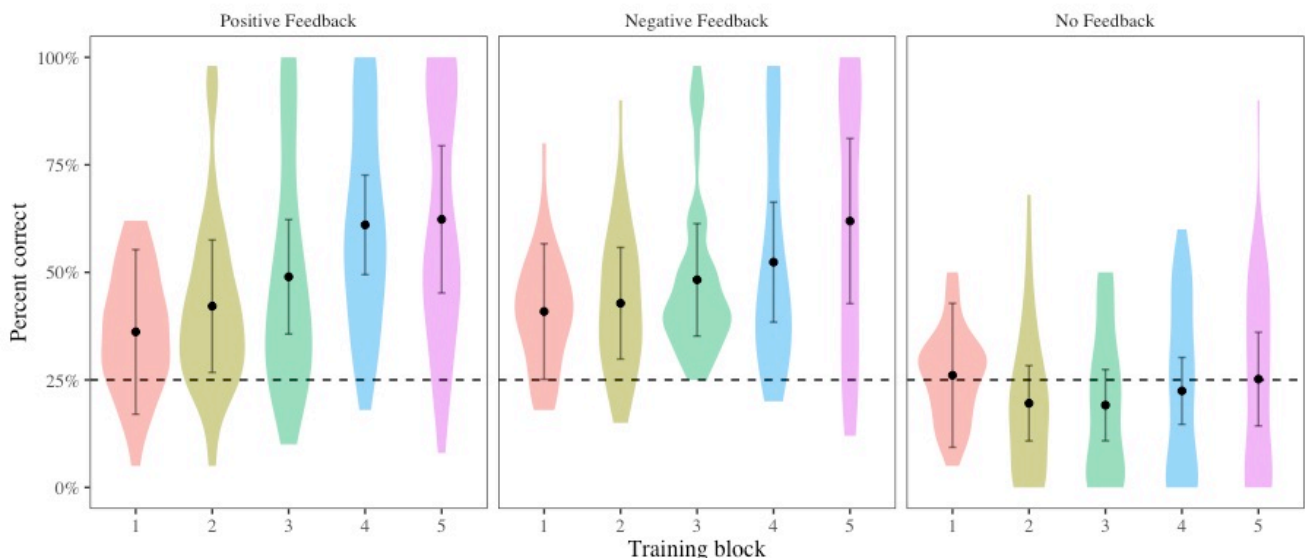 Positive Feedback
Negative Feedback
No Feedback
Percent correct
100%
75%
50%
25%
0%
1 2 3 4 5
1 2 3 4 5
1 2 3 4 5
Training block